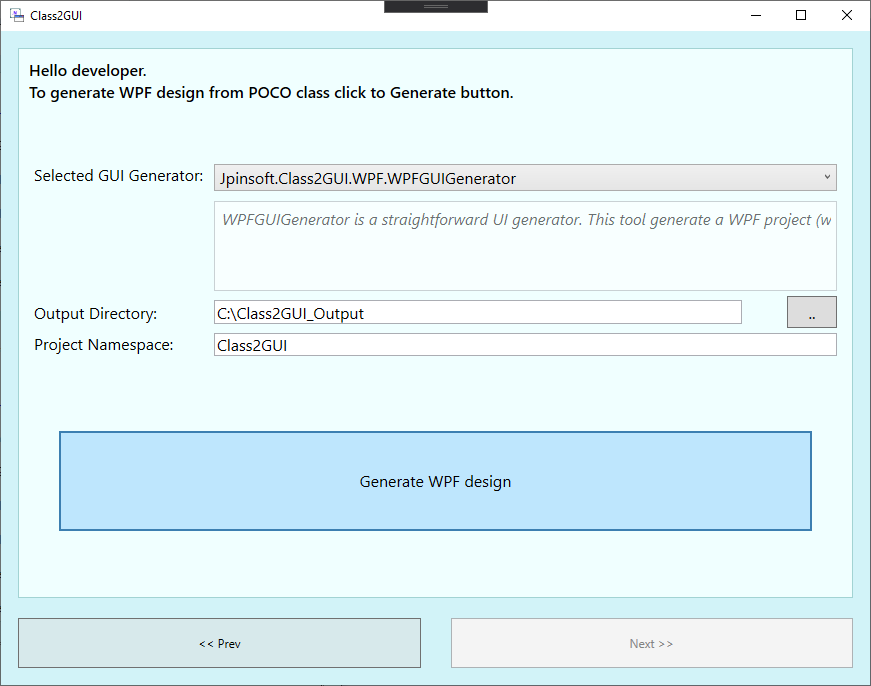 Class2GUI
Hello developer.
To generate WPF design from POCO class click to Generate button.
Selected GUI Generator:
Jpinsoft.Class2GUI.WPF.WPFGUIGenerator
WPFGUIGenerator is a straightforward UI generator. This tool generate a WPF project (w
Output Directory:
C:\Class2GUI_Output
..
Project Namespace:
Class2GUI
Generate WPF design
<< Prev
Next >>